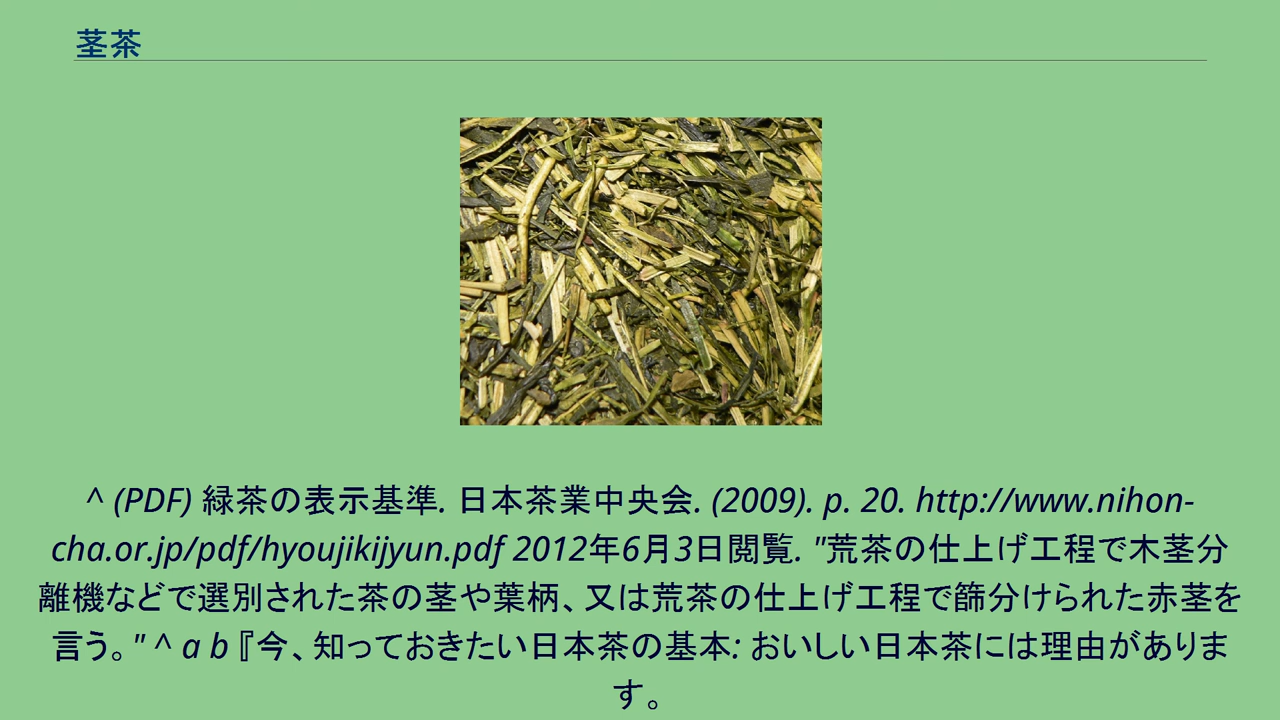 茎茶
^ (PDF) 緑茶の表示基準. 日本茶業中央会. (2009). p. 20. http://www.nihon-
cha.or.jp/pdf/hyoujikijyun.pdf 2012年6月3日閲覧. "荒茶の仕上げ工程で木茎分
離機などで選別された茶の茎や葉柄、又は荒茶の仕上げ工程で篩分けられた赤茎を
言う。" ^ a b 『今、知っておきたい日本茶の基本: おいしい日本茶には理由がありま
す。